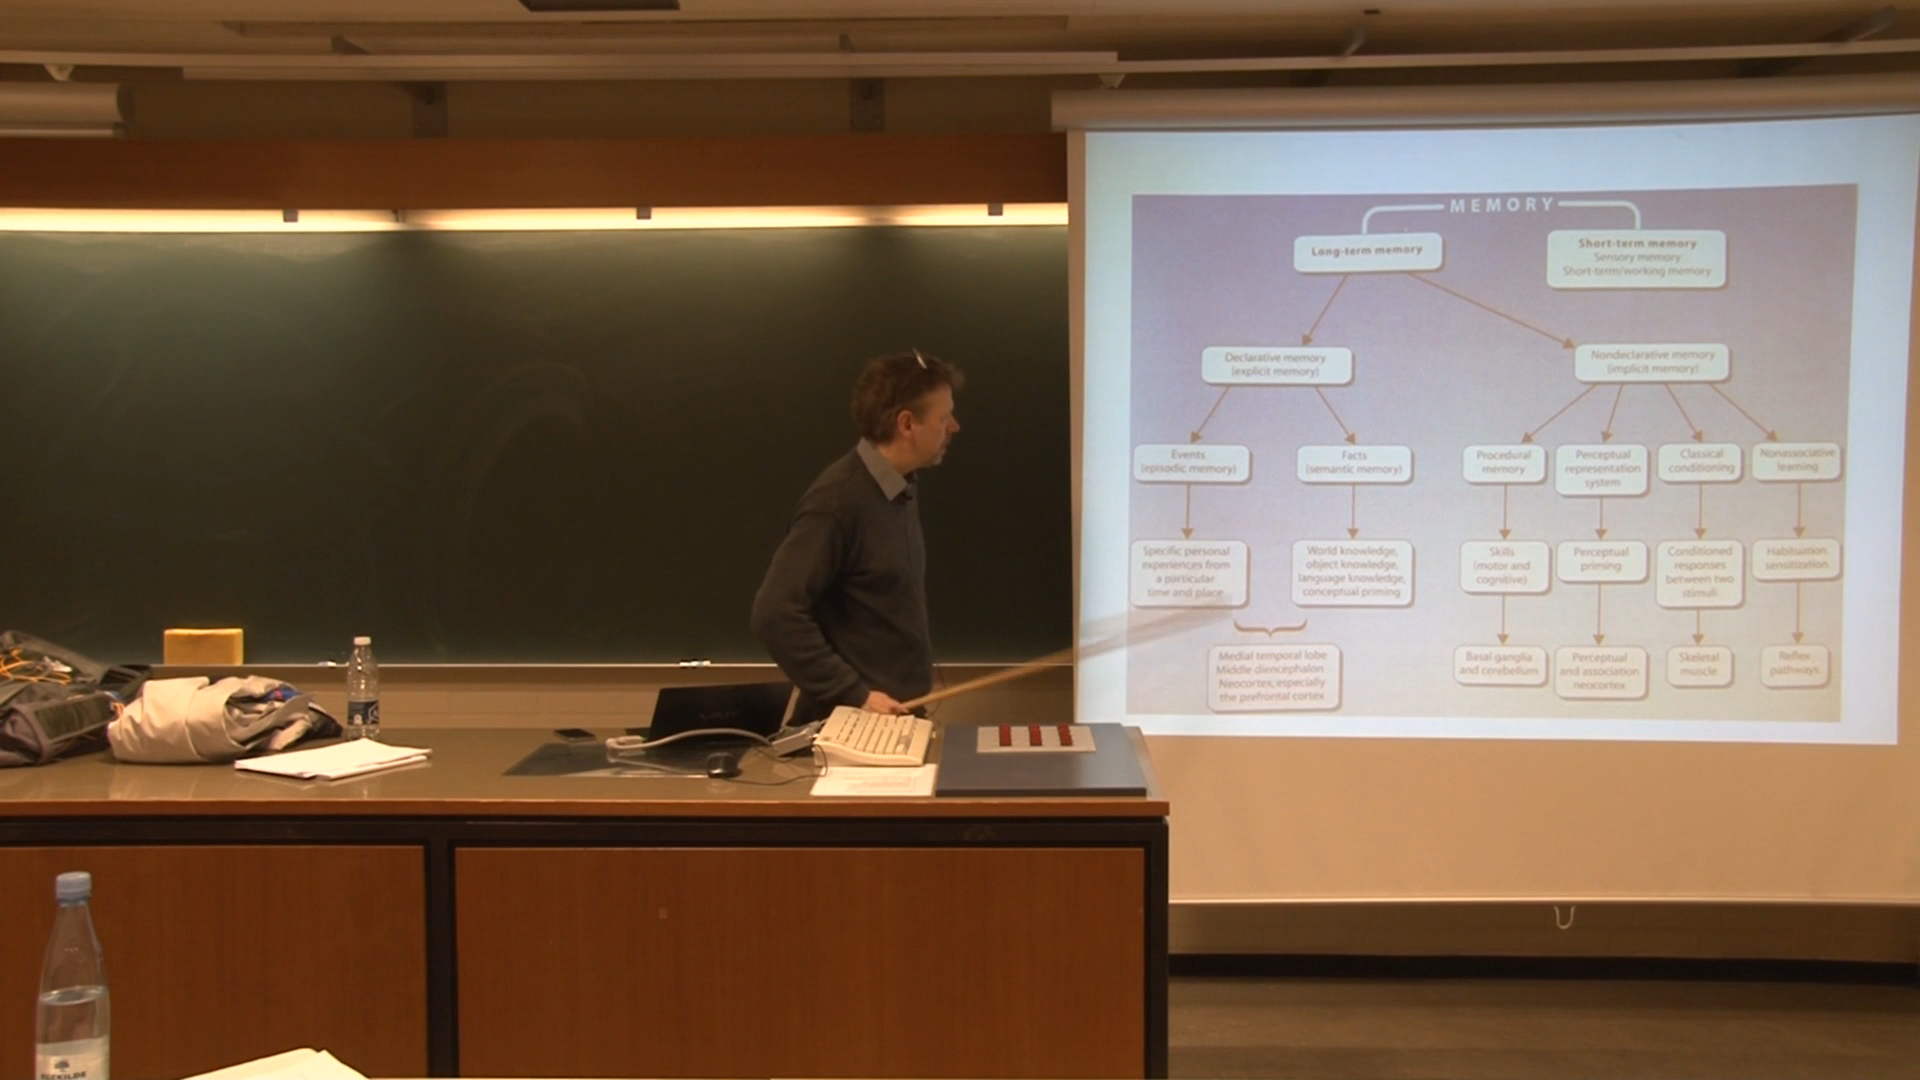 MEMORY
Long-term memory
Short-term memory
Sensory memory
Short-term/working memory
Declarative memory
(explicit memory)
Nondeclarative memory
(implicit memory)
Events
(episodic memory)
Facts
(semantic memory)
Procedural
memory
Perceptual
representation
system
Classical
conditioning
Nonassociative
learning
Specific personal
experiences from
a particular
time and place
World knowledge,
object knowledge,
language knowledge,
conceptual priming
Skills
(motor and
cognitive)
Perceptual
priming
Conditioned
responses
between two
stimuli
Habituation
sensitization
Medial temporal lobe
Middle diencephalon
Neocortex, especially
the prefrontal cortex
Basal ganglia
and cerebellum
Perceptual
and association
neocortex
Skeletal
muscle
Reflex
pathways
EGEKILDE